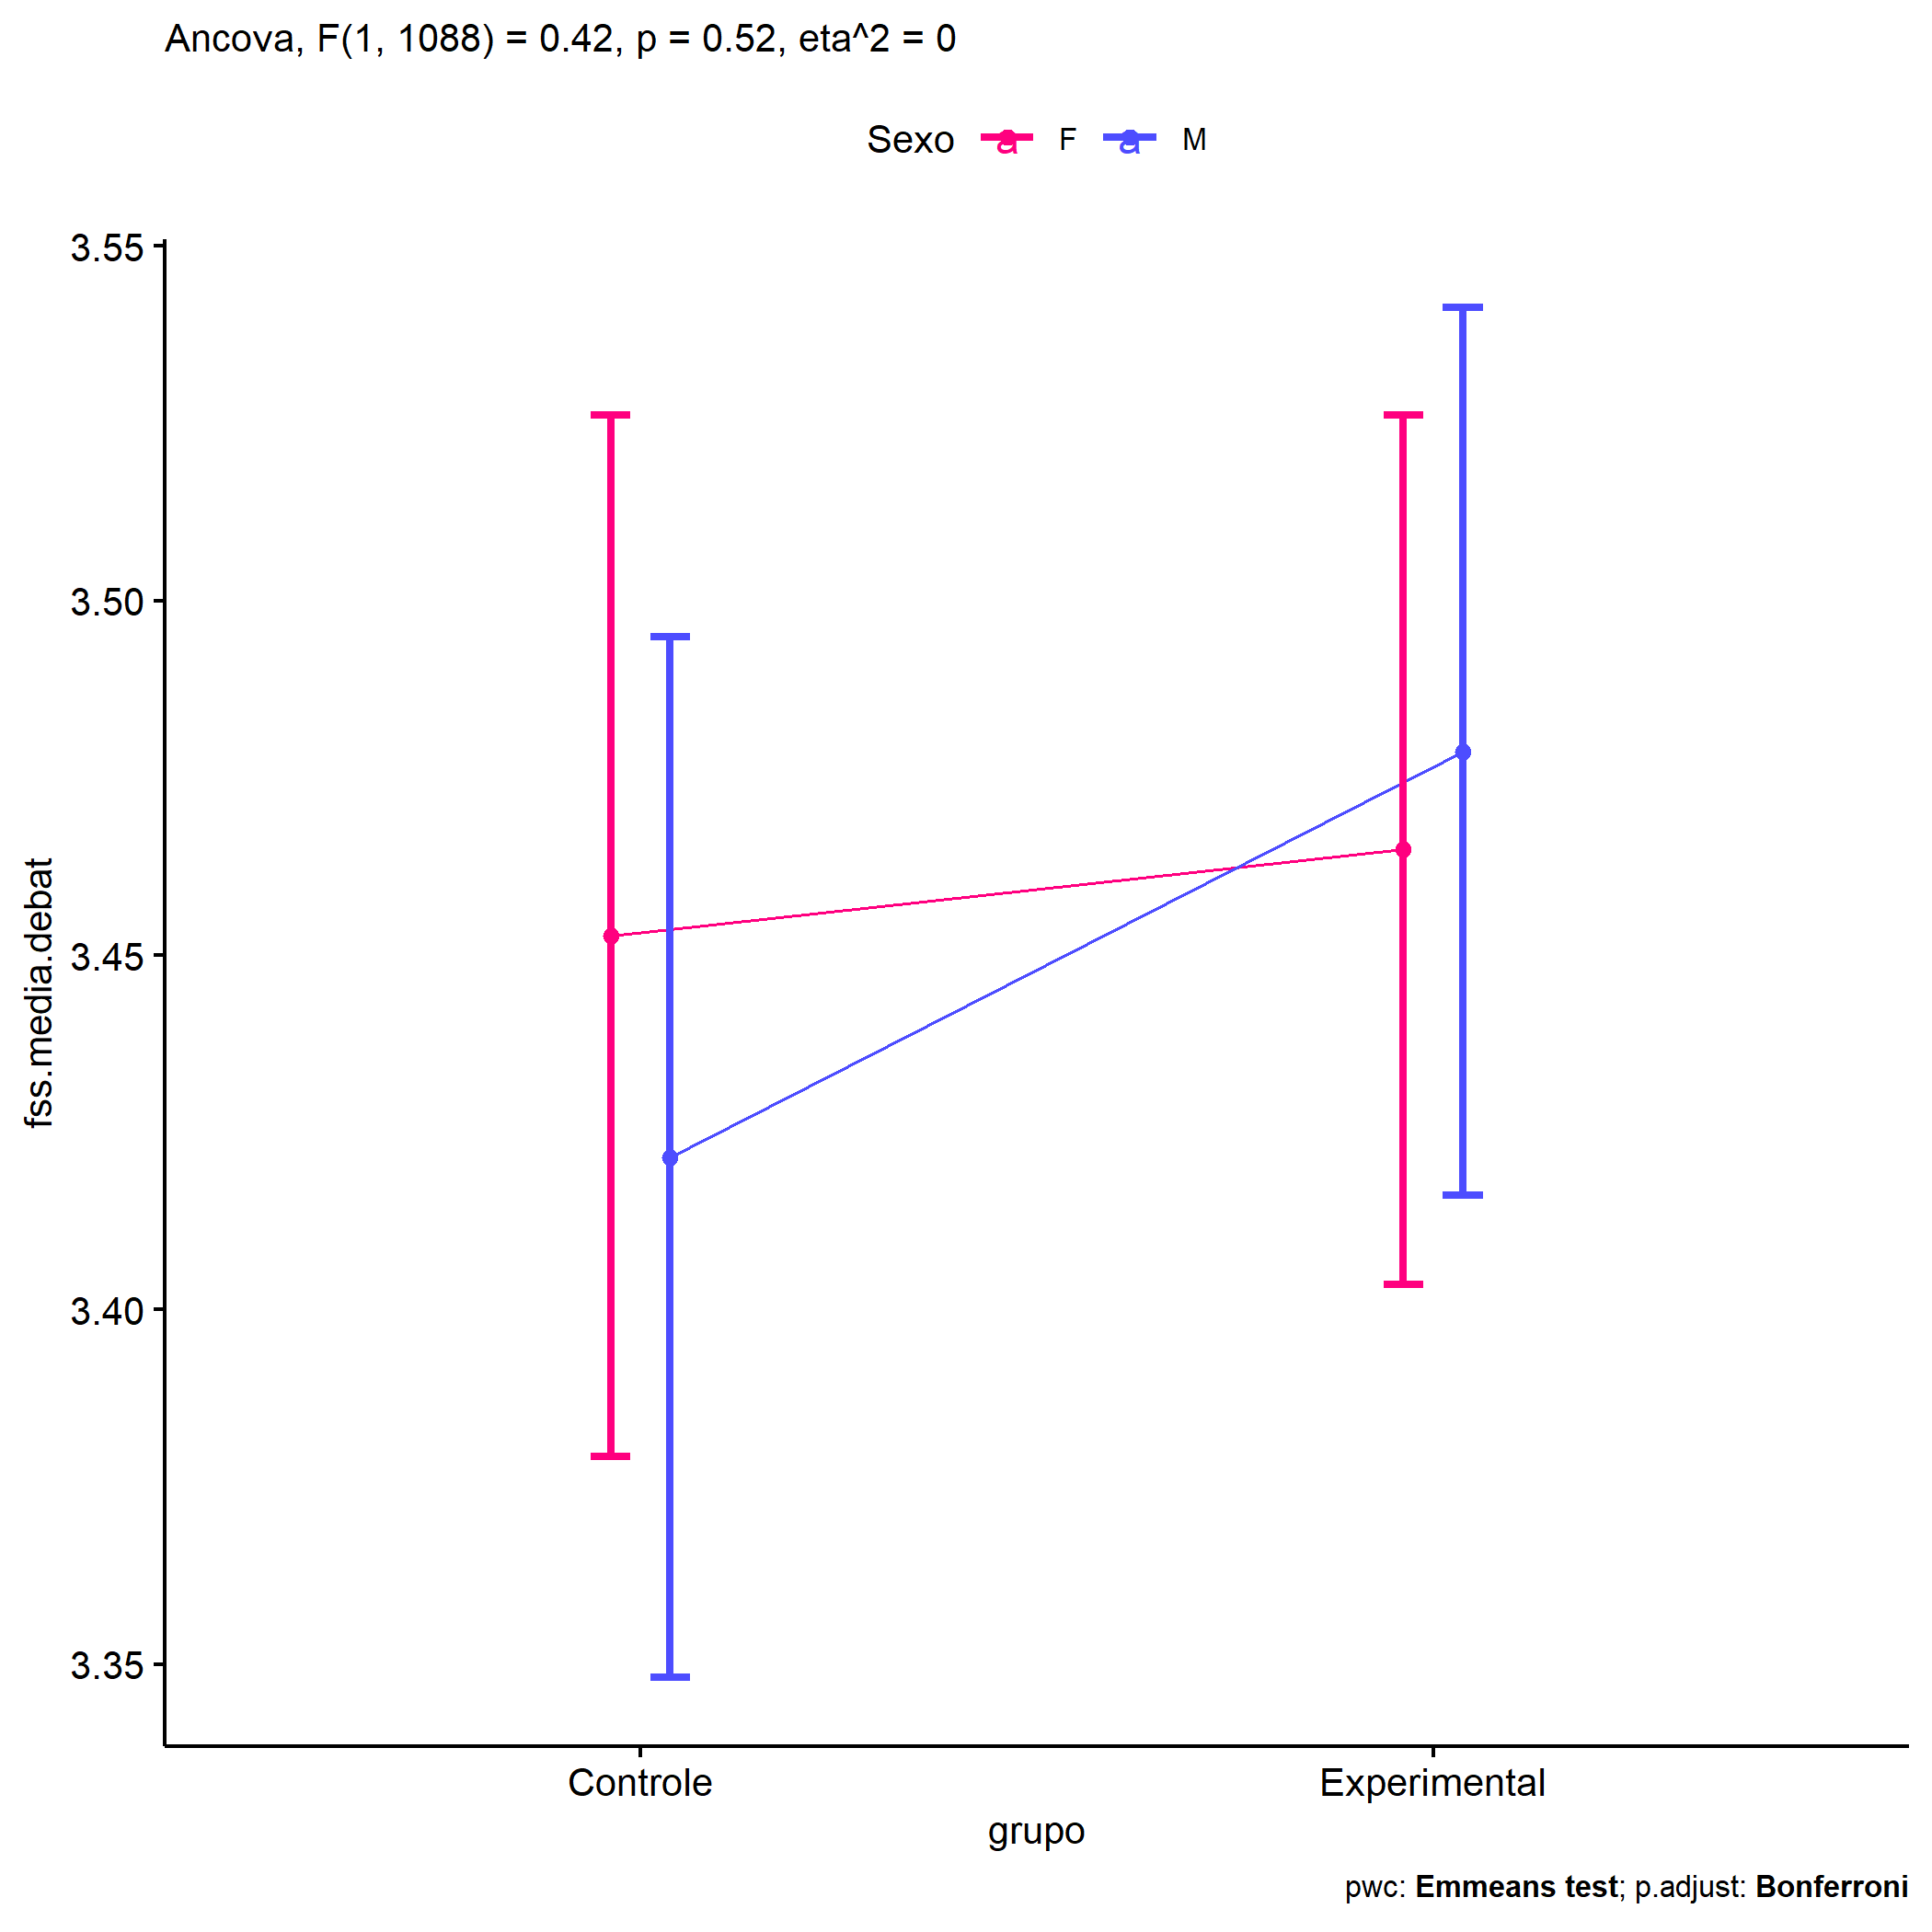 Ancova, F(1, 1088) = 0.42, p = 0.52, eta^2 = 0
Sexo a F a M
3.55
3.50
3.45
3.40
3.35
fss.media.debat
Controle Experimental
grupo
pwc: Emmeans test; p.adjust: Bonferroni